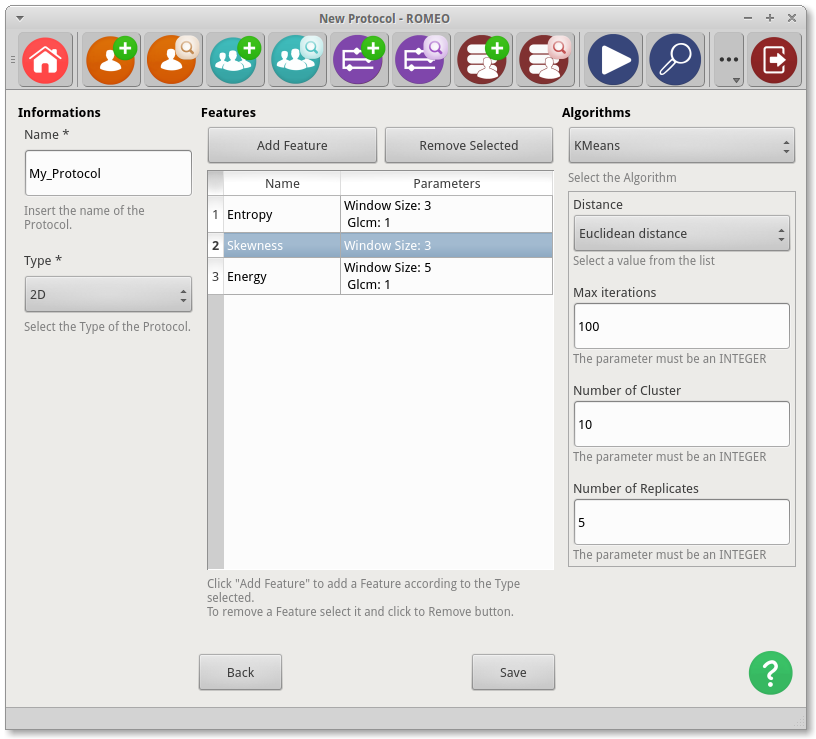 New Protocol - ROMEO
Informations
Name *
My_Protocol
Insert the name of the
Protocol.
Type *
2D
Select the Type of the Protocol.
Features
Add Feature
Remove Selected
Name Parameters
1 Entropy Window Size: 3
Glcm: 1
2 Skewness Window Size: 3
3 Energy Window Size: 5
Glcm: 1
Click "Add Feature" to add a Feature according to the Type
selected.
To remove a Feature select it and click to Remove button.
Algorithms
KMeans
Select the Algorithm
Distance
Euclidean distance
Select a value from the list
Max iterations
100
The parameter must be an INTEGER
Number of Cluster
10
The parameter must be an INTEGER
Number of Replicates
5
The parameter must be an INTEGER
Back
Save
?